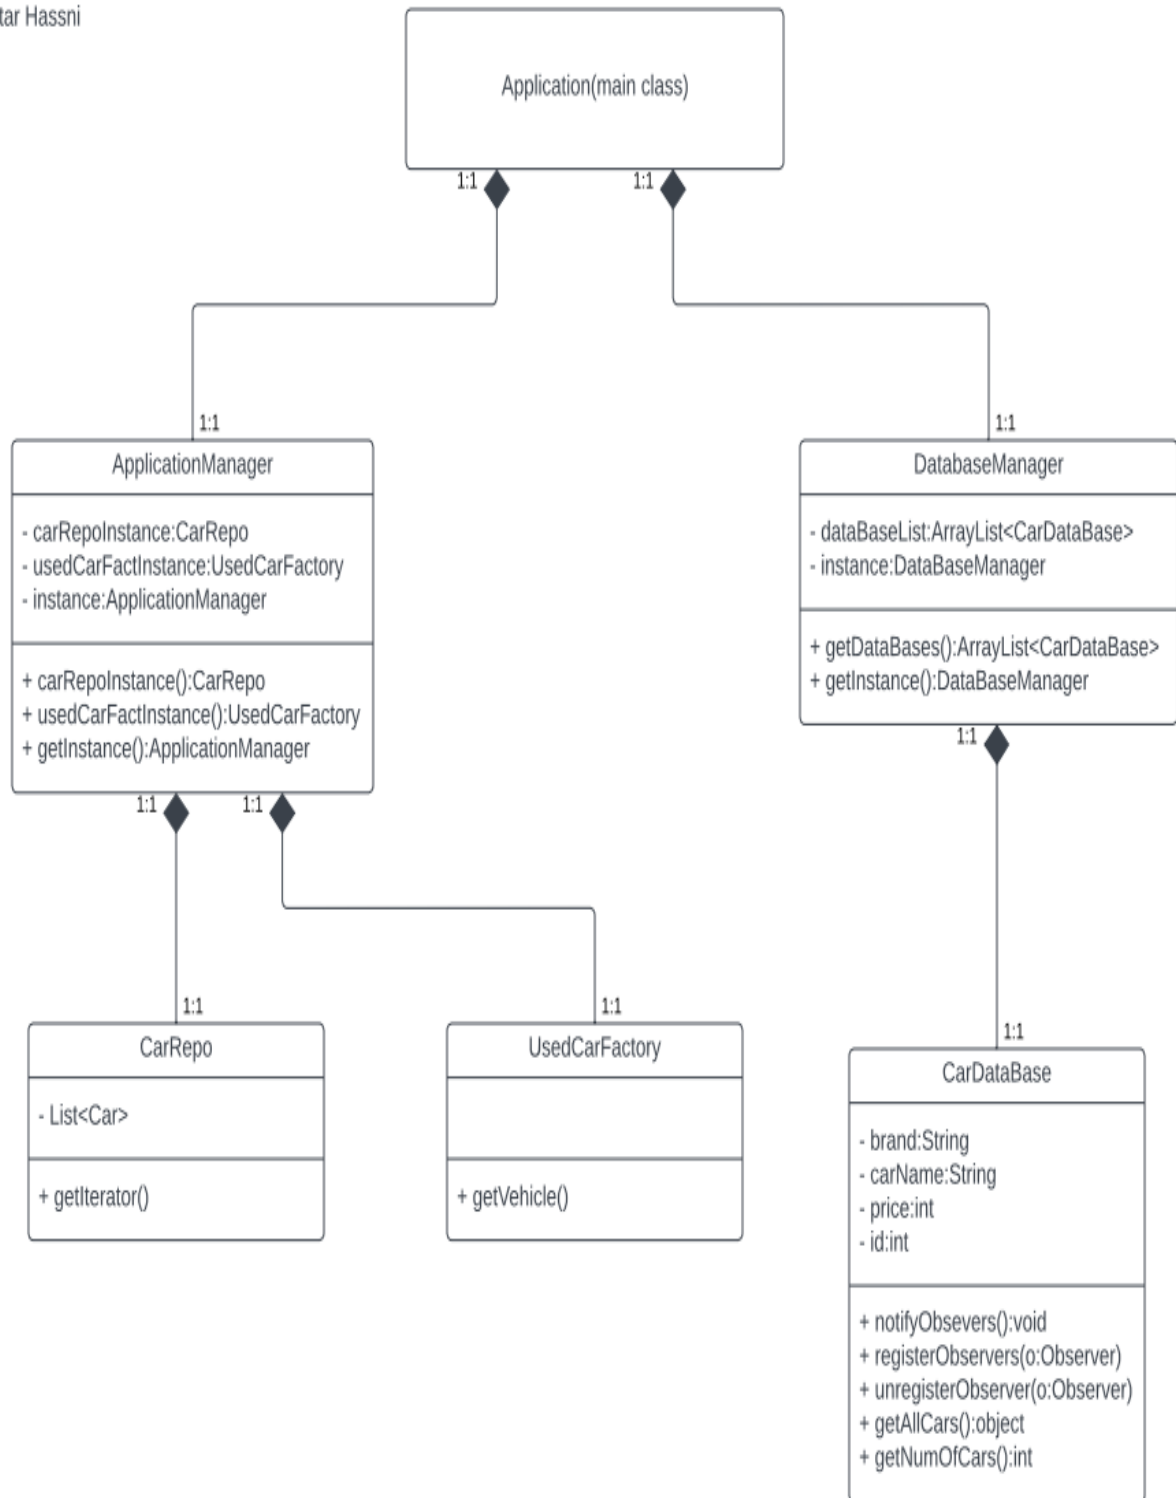 tar Hassni
Application(main class)
1:1
1:1
1:1
1:1
ApplicationManager
- carRepoInstance:CarRepo
- usedCarFactInstance:UsedCarFactory
- instance:ApplicationManager
+ carRepoInstance():CarRepo
+ usedCarFactInstance():UsedCarFactory
+ getInstance():ApplicationManager
DatabaseManager
- dataBaseList:ArrayList<CarDataBase>
- instance:DataBaseManager
+ getDataBases():ArrayList<CarDataBase>
+ getInstance():DataBaseManager
1:1
1:1
1:1
1:1
1:1
1:1
CarRepo
- List<Car>
+ getIterator()
UsedCarFactory
+ getVehicle()
CarDataBase
- brand:String
- carName:String
- price:int
- id:int
+ notifyObsevers():void
+ registerObservers(o:Observer)
+ unregisterObserver(o:Observer)
+ getAllCars():object
+ getNumOfCars():int